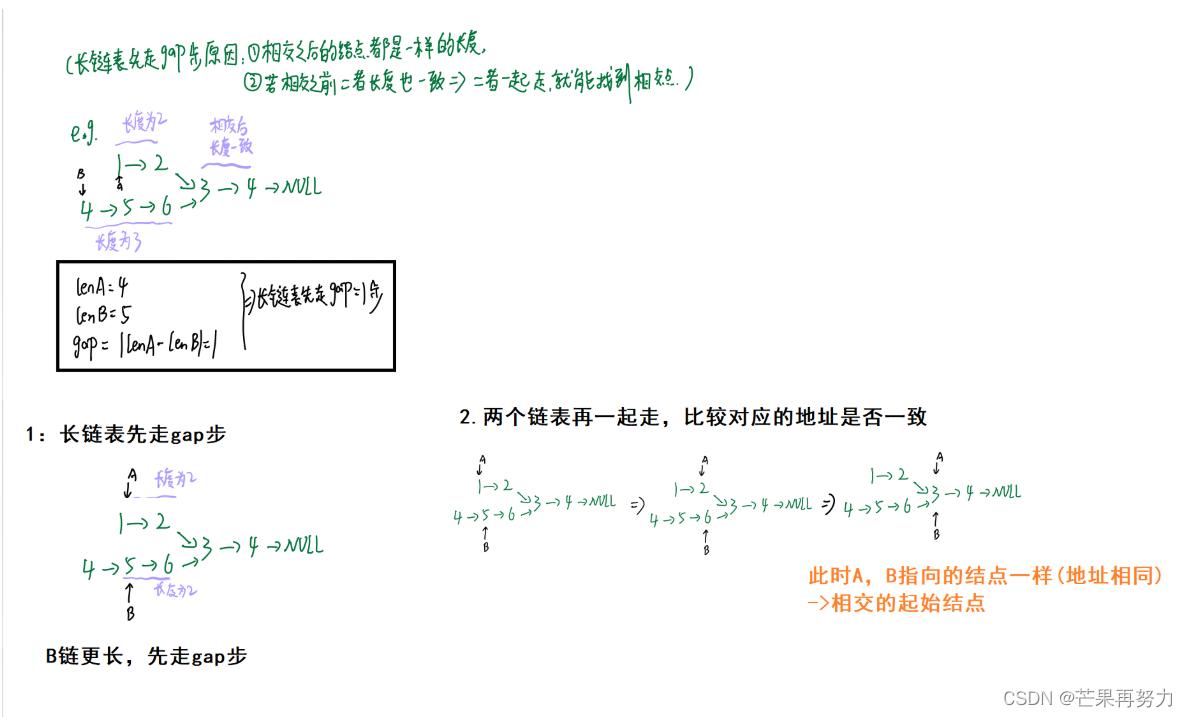 (长链表先走gap步原因:①相交之后的结点都是一样的长度,
②若相交之前二者长度也一致=>二者一起走,就能找到相交点.)
e.g.
长度为2
相交后
长度一致
B
1→2
A
3→4→NULL
4→5→6
长度为3
lenA=4
lenB=5
gap=|lenA-lenB|=1
=>长链表先走gap=1步
1：长链表先走gap步
A
长度为2
1→2
3→4→NULL
4→5→6
长度为2
B
B链更长，先走gap步
2.两个链表再一起走，比较对应的地址是否一致
A
1→2
3→4→NULL
4→5→6
B
=>
A
1→2
3→4→NULL
4→5→6
B
=>
A
1→2
3→4→NULL
4→5→6
B
此时A，B指向的结点一样(地址相同)
->相交的起始结点
CSDN @芒果再努力